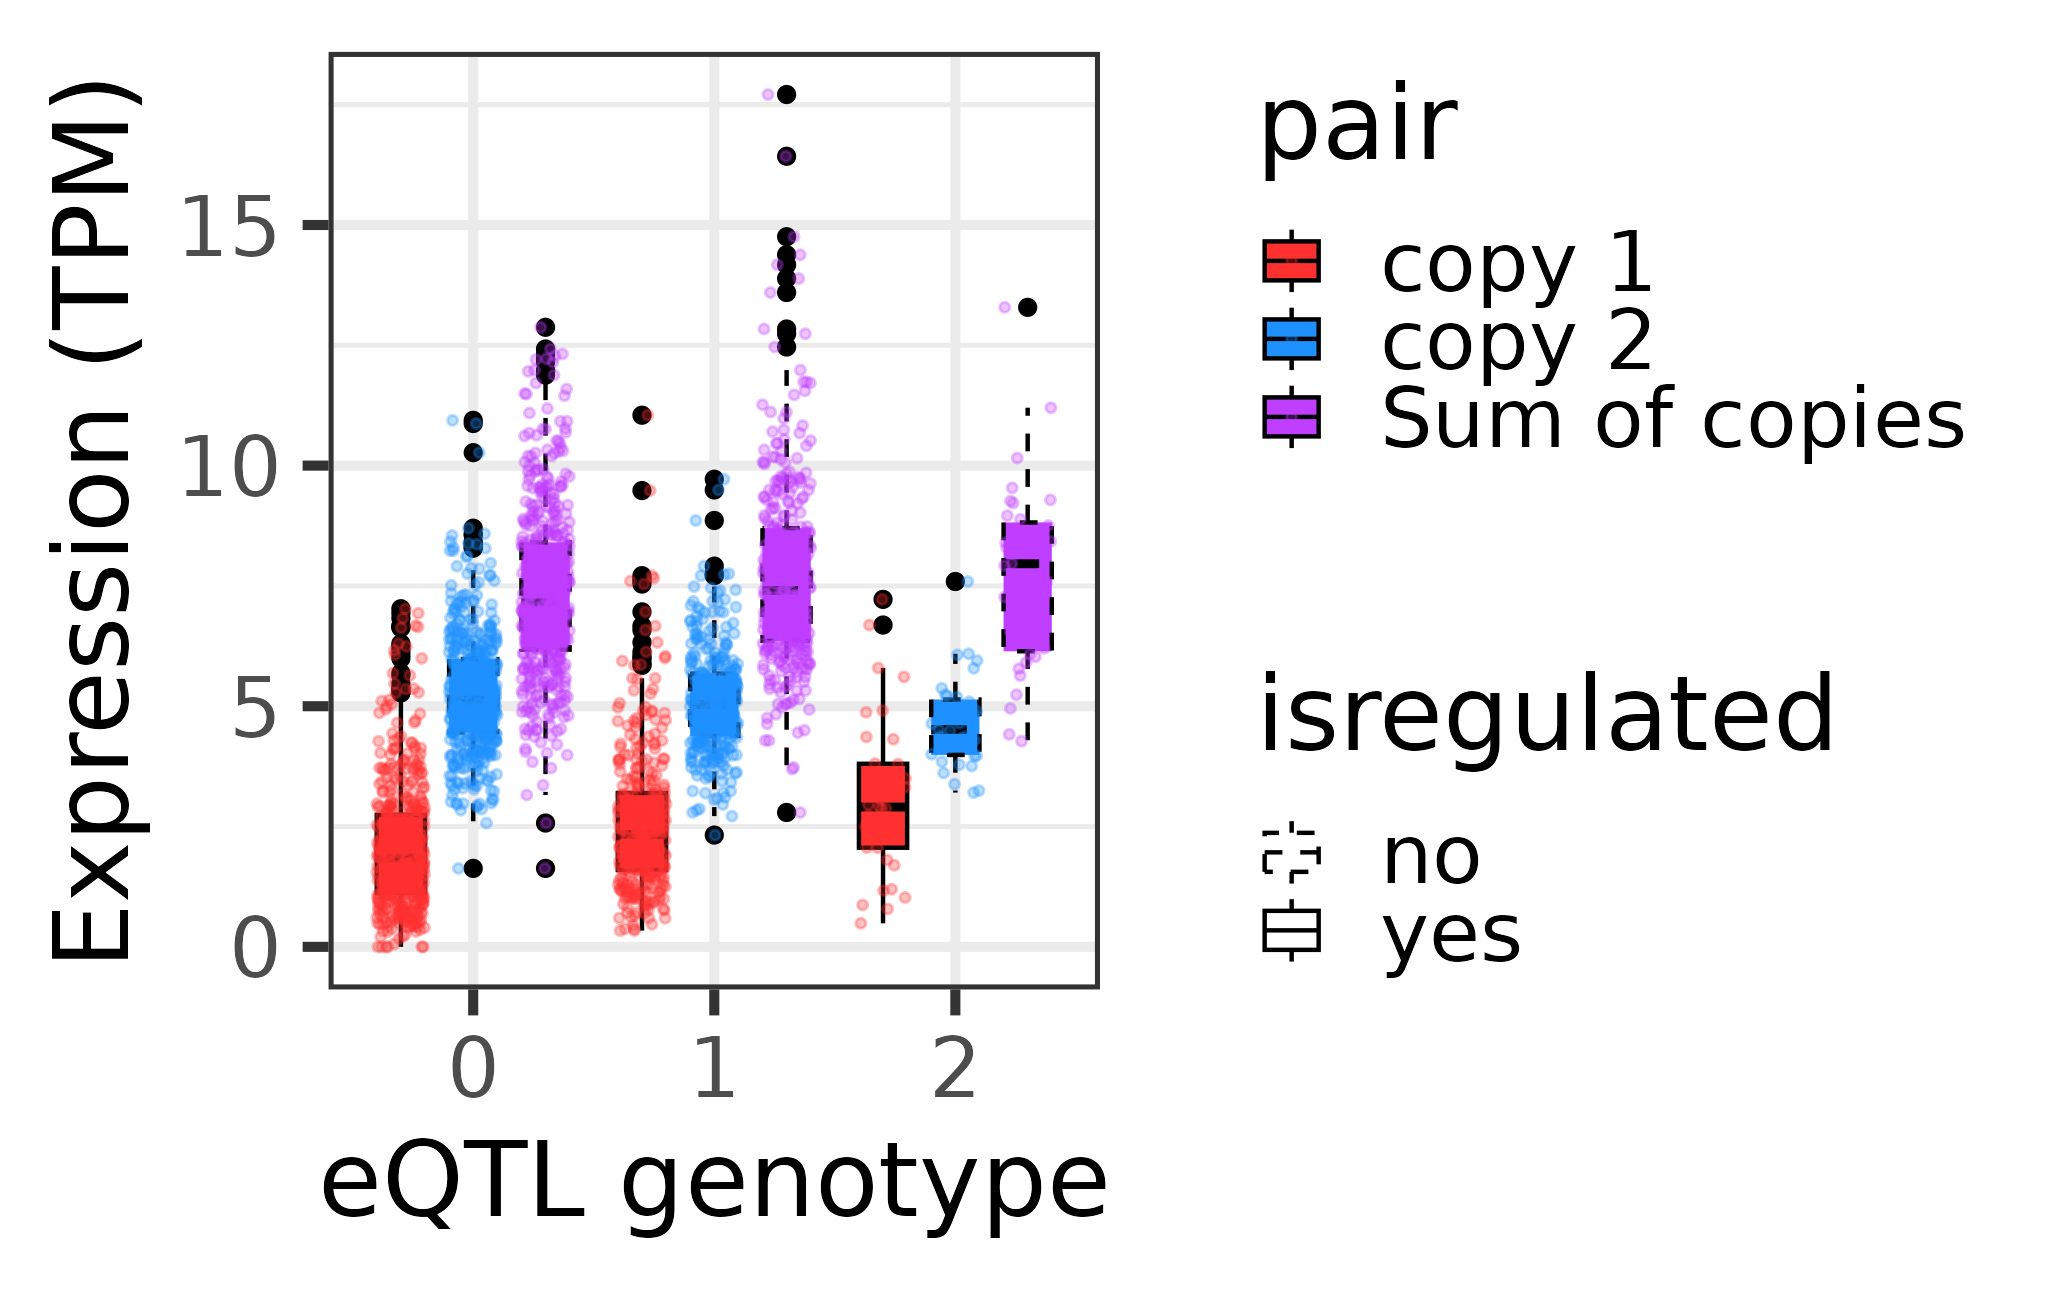 Expression (TPM)
15
10
5
0
0 1 2
eQTL genotype
pair
copy 1
copy 2
Sum of copies
isregulated
no
yes